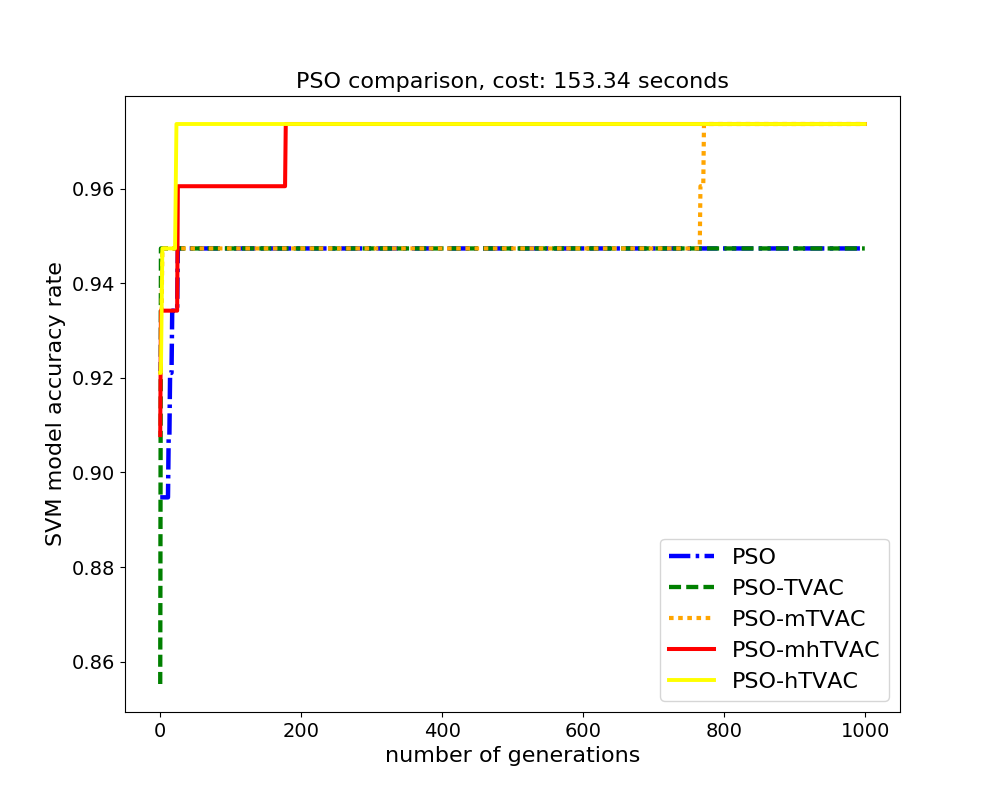 PSO comparison, cost: 153.34 seconds
SVM model accuracy rate
0.96
0.94
0.92
0.90
0.88
0.86
0
200
400
600
800
1000
number of generations
PSO
PSO-TVAC
PSO-mTVAC
PSO-mhTVAC
PSO-hTVAC